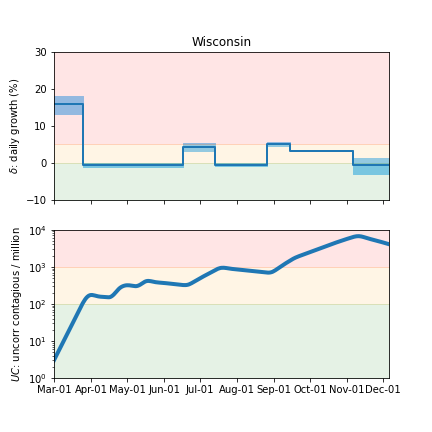 Wisconsin
δ: daily growth (%)
30
20
10
0
−10
UC: uncorr contagious / million
10⁴
10³
10²
10¹
10⁰
Mar-01 Apr-01 May-01 Jun-01 Jul-01 Aug-01 Sep-01 Oct-01 Nov-01 Dec-01